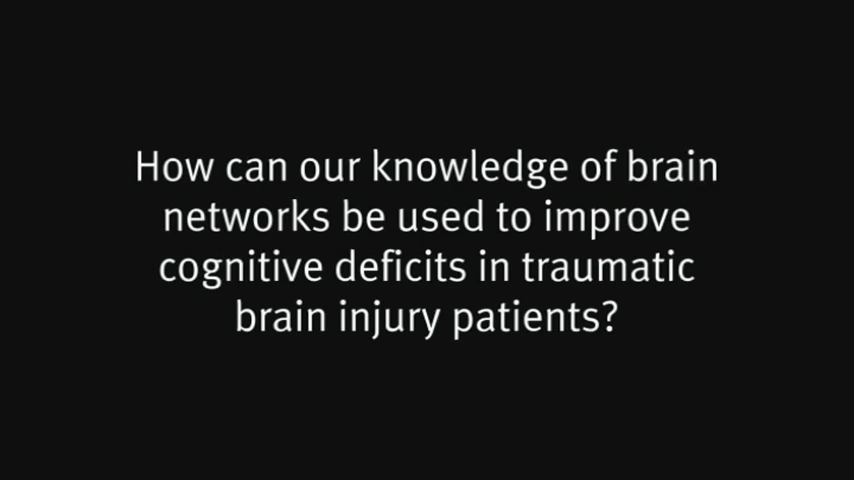 How can our knowledge of brain
networks be used to improve
cognitive deficits in traumatic
brain injury patients?